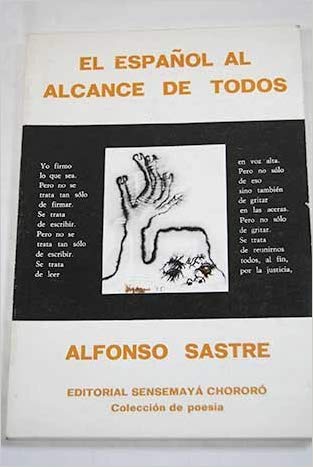 EL ESPAÑOL AL
ALCANCE DE TODOS
Yo firmo
lo que sea.
Pero no se
trata tan sólo
de firmar.
Se trata
de escribir.
Pero no se
trata tan sólo
de escribir.
Se trata
de leer
en voz alta.
Pero no sólo
de eso
sino también
de gritar
en las aceras.
Pero no sólo
de gritar.
Se trata
de reunirnos
todos, al fin,
por la justicia,
ALFONSO SASTRE
EDITORIAL SENSEMAYÁ CHORORÓ
Colección de poesía